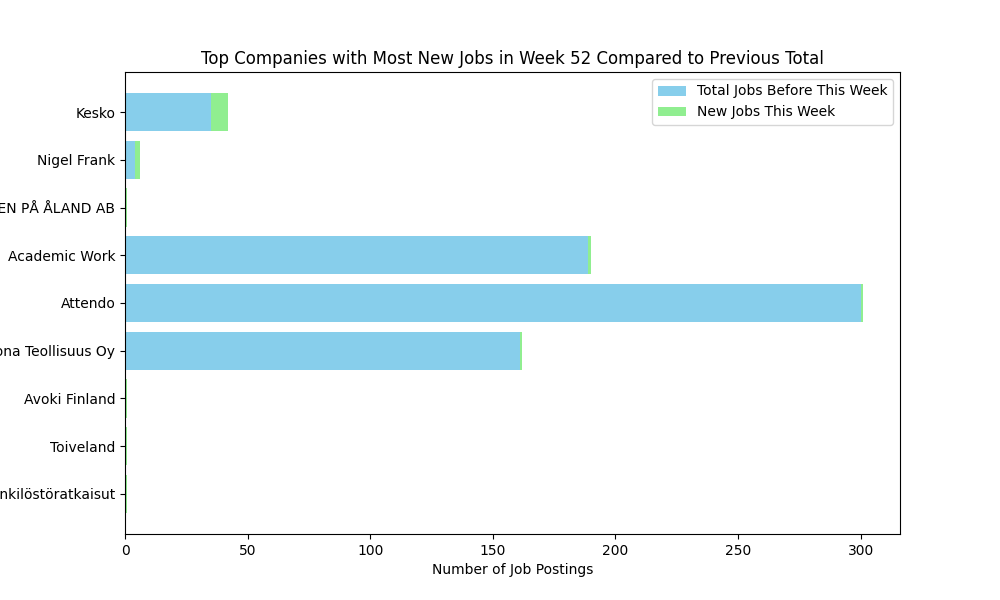 Top Companies with Most New Jobs in Week 52 Compared to Previous Total
Total Jobs Before This Week
New Jobs This Week
Kesko
Nigel Frank
EN PÅ ÅLAND AB
Academic Work
Attendo
ona Teollisuus Oy
Avoki Finland
Toiveland
nkilöstöratkaisut
0 50 100 150 200 250 300
Number of Job Postings